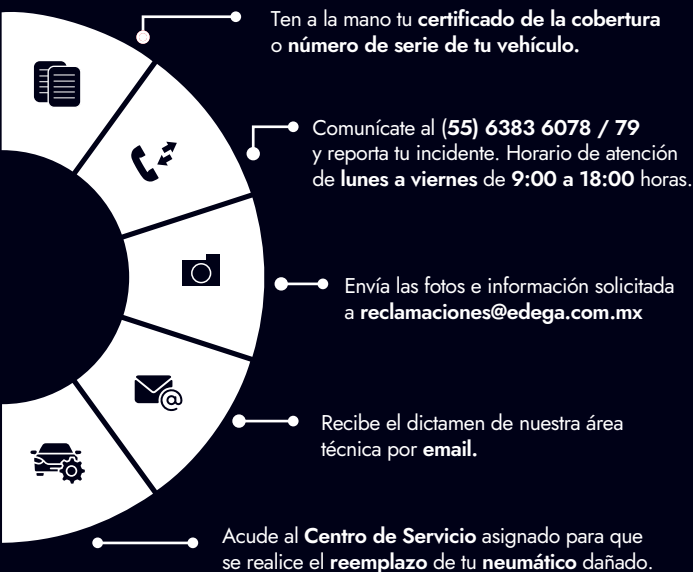 Ten a la mano tu certificado de la cobertura
o número de serie de tu vehículo.
Comunícate al (55) 6383 6078 / 79
y reporta tu incidente. Horario de atención
de lunes a viernes de 9:00 a 18:00 horas.
Envía las fotos e información solicitada
a reclamaciones@edega.com.mx
Recibe el dictamen de nuestra área
técnica por email.
Acude al Centro de Servicio asignado para que
se realice el reemplazo de tu neumático dañado.